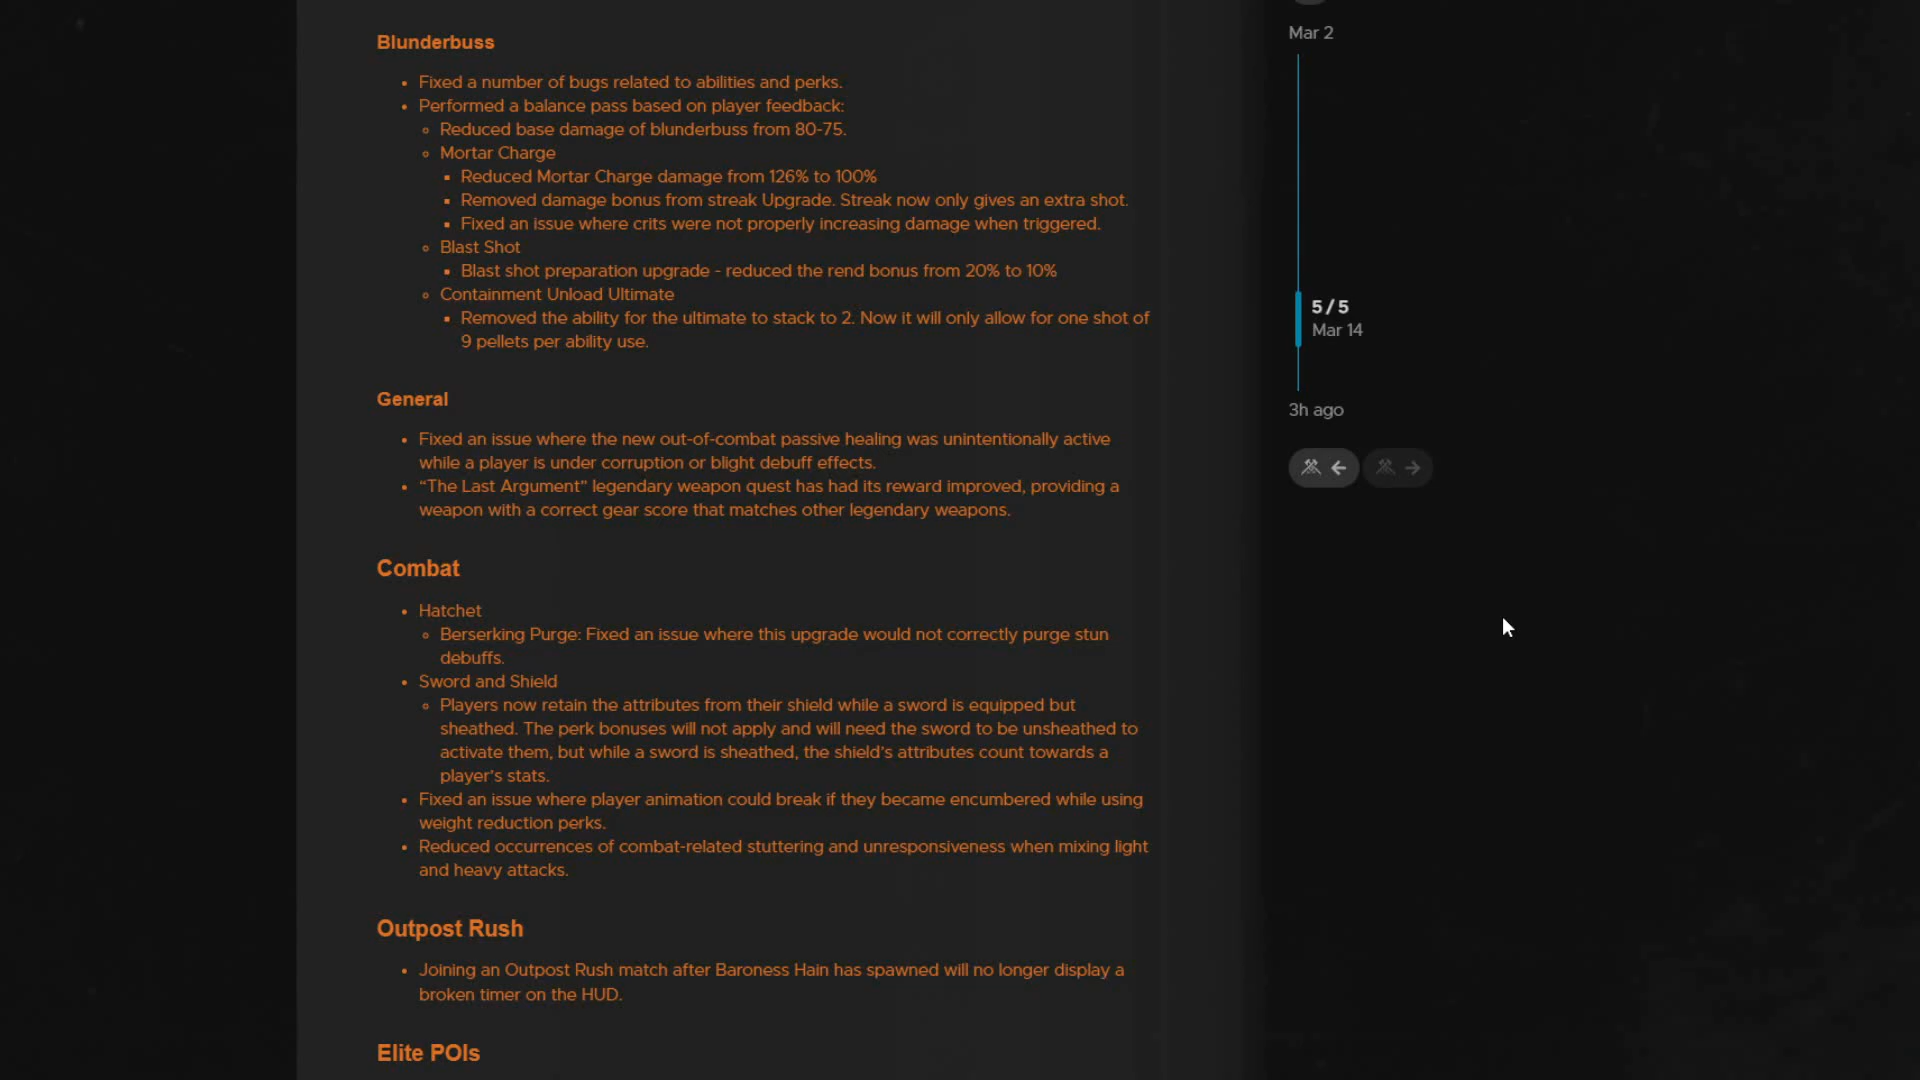 Blunderbuss
Fixed a number of bugs related to abilities and perks.
Performed a balance pass based on player feedback:
Reduced base damage of blunderbuss from 80-75.
Mortar Charge
Reduced Mortar Charge damage from 126% to 100%
Removed damage bonus from streak Upgrade. Streak now only gives an extra shot.
Fixed an issue where crits were not properly increasing damage when triggered.
Blast Shot
Blast shot preparation upgrade - reduced the rend bonus from 20% to 10%
Containment Unload Ultimate
Removed the ability for the ultimate to stack to 2. Now it will only allow for one shot of
9 pellets per ability use.
General
Fixed an issue where the new out-of-combat passive healing was unintentionally active
while a player is under corruption or blight debuff effects.
“The Last Argument” legendary weapon quest has had its reward improved, providing a
weapon with a correct gear score that matches other legendary weapons.
Combat
Hatchet
Berserking Purge: Fixed an issue where this upgrade would not correctly purge stun
debuffs.
Sword and Shield
Players now retain the attributes from their shield while a sword is equipped but
sheathed. The perk bonuses will not apply and will need the sword to be unsheathed to
activate them, but while a sword is sheathed, the shield’s attributes count towards a
player’s stats.
Fixed an issue where player animation could break if they became encumbered while using
weight reduction perks.
Reduced occurrences of combat-related stuttering and unresponsiveness when mixing light
and heavy attacks.
Outpost Rush
Joining an Outpost Rush match after Baroness Hain has spawned will no longer display a
broken timer on the HUD.
Elite POIs
Mar 2
5 / 5
Mar 14
3h ago